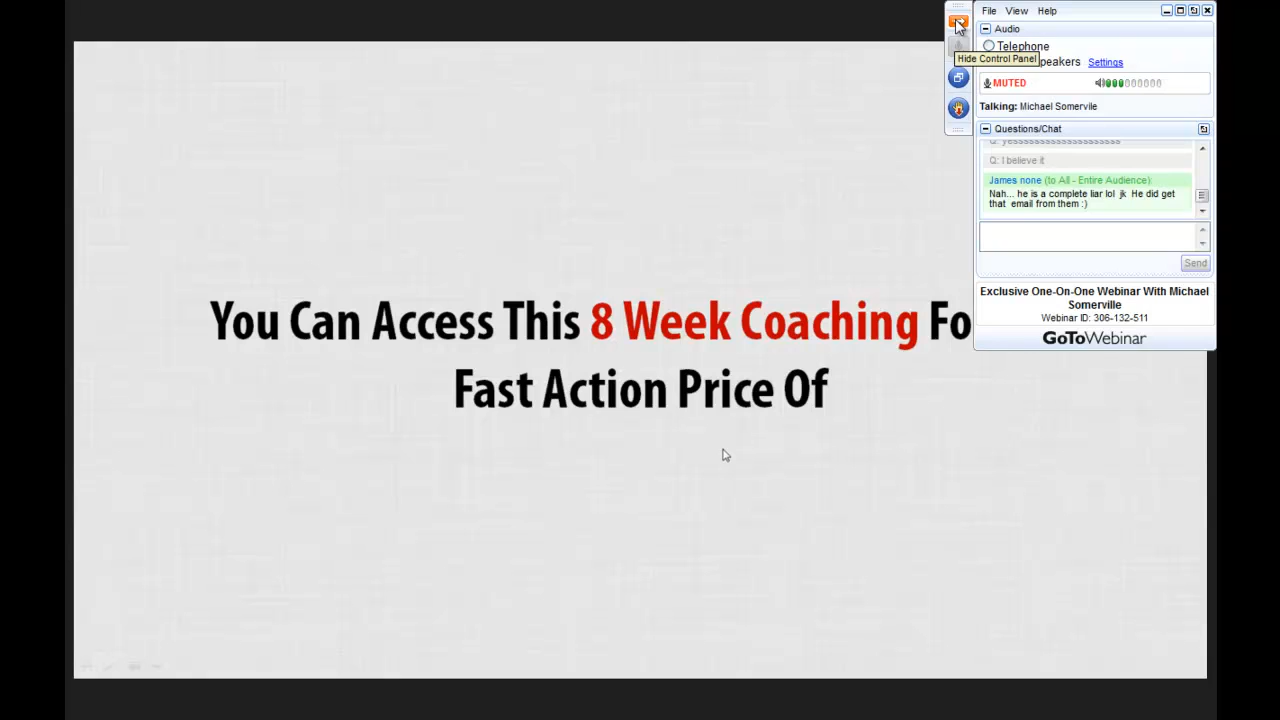 File View Help
Audio
Telephone
Hide Control Panel
peakers Settings
MUTED
Talking: Michael Somervile
Questions/Chat
Q: yesssssssssssssssssssss
Q: I believe it
James none (to All - Entire Audience):
Nah... he is a complete liar lol jk He did get
that email from them :)
Send
Exclusive One-On-One Webinar With Michael
Somerville
Webinar ID: 306-132-511
GoToWebinar
You Can Access This 8 Week Coaching Fo
Fast Action Price Of